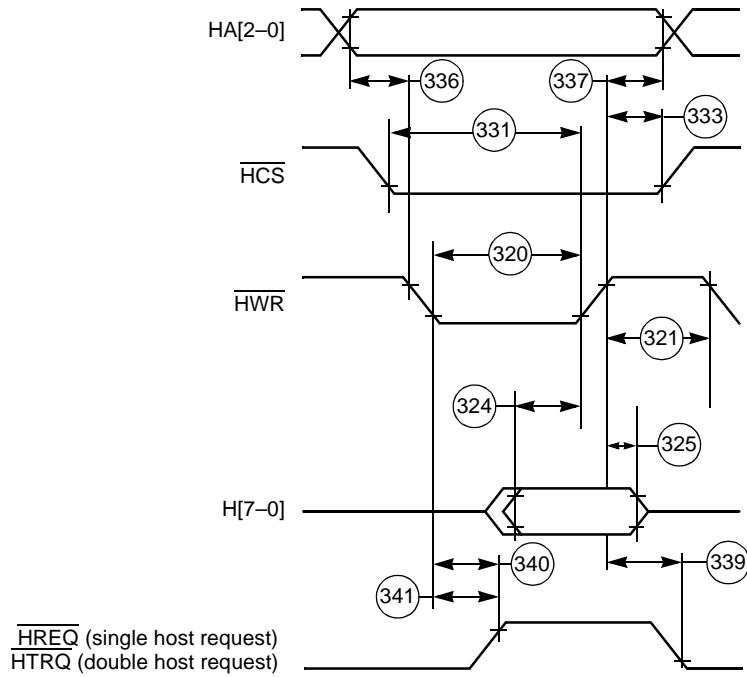 HA[2–0]
336
337
333
331
HCS
320
HWR
321
324
325
H[7–0]
340
339
341
HREQ (single host request)
HTRQ (double host request)